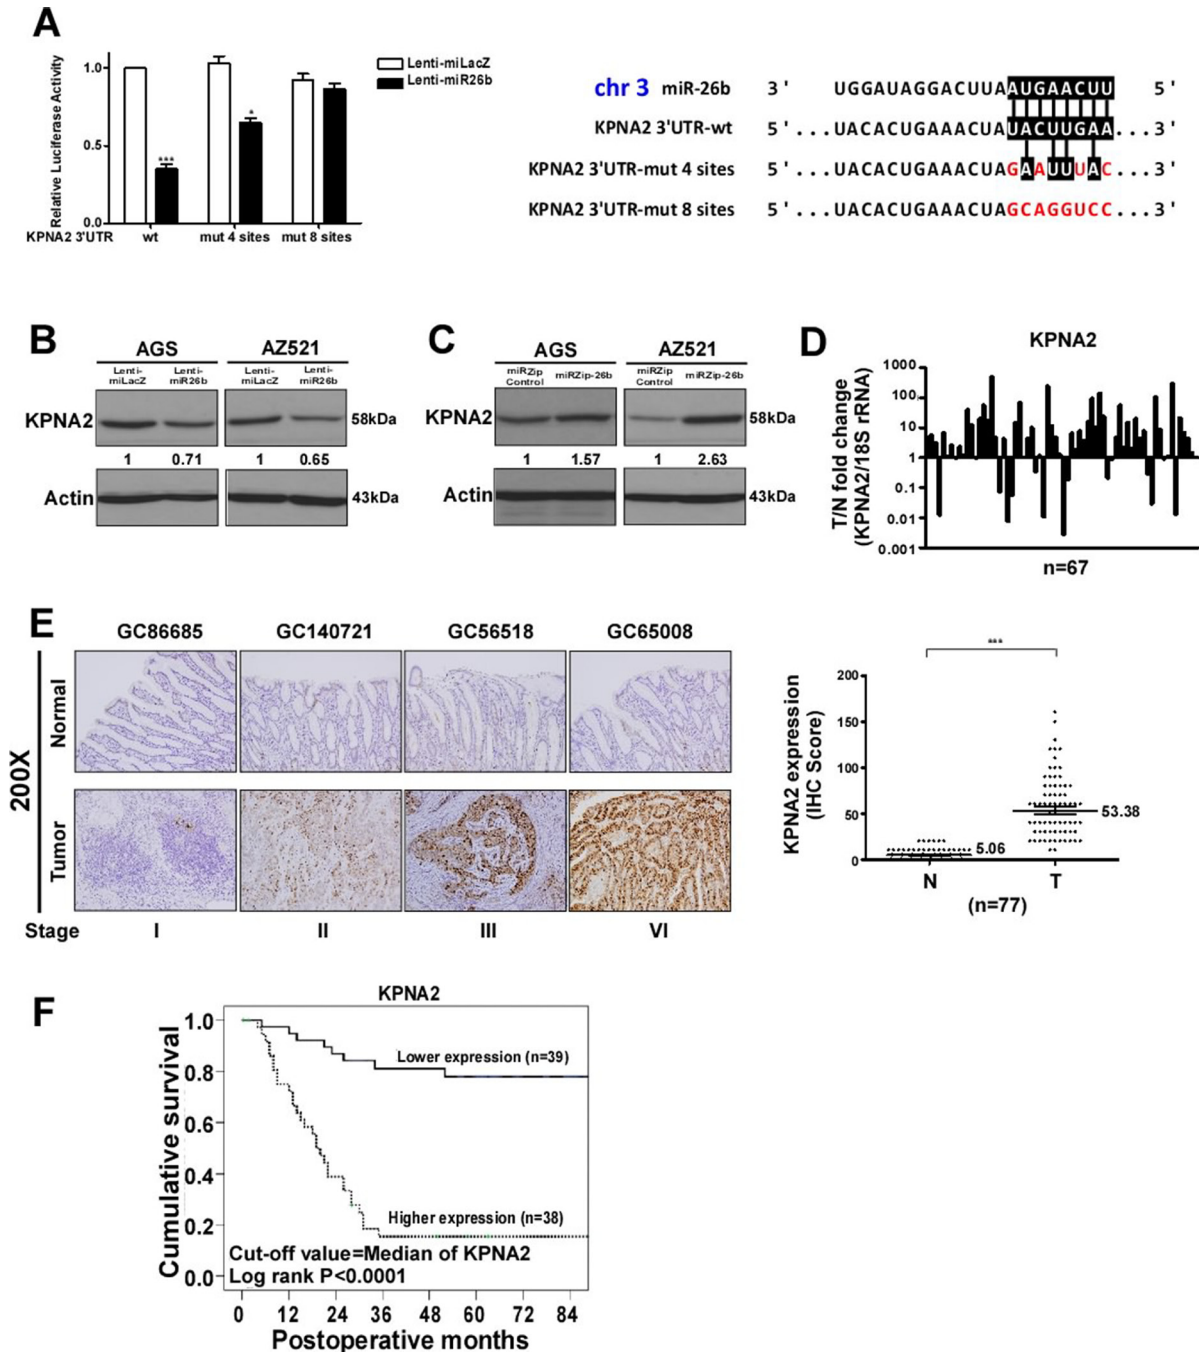 A
Relative Luciferase Activity
1.0
0.5
0.0
Lenti-miLacZ
Lenti-miR26b
***
*
KPNA2 3'UTR wt mut 4 sites mut 8 sites
chr 3 miR-26b 3' UGGAUAGGACUUAAUGAACUU 5'
KPNA2 3'UTR-wt 5'...UACACUGAAACUAUACUUGAA...3'
KPNA2 3'UTR-mut 4 sites 5'...UACACUGAAACUAGAAUUUAC...3'
KPNA2 3'UTR-mut 8 sites 5'...UACACUGAAACUAGCAGGUCC...3'
B
AGS AZ521
Lenti-miLacZ Lenti-miR26b Lenti-miLacZ Lenti-miR26b
KPNA2 58kDa
1 0.71 1 0.65
Actin 43kDa
C
AGS AZ521
miRZip Control miRZip-26b miRZip Control miRZip-26b
KPNA2 58kDa
1 1.57 1 2.63
Actin 43kDa
D
KPNA2
T/N fold change
(KPNA2/18S rRNA)
1000
100
10
1
0.1
0.01
0.001
n=67
E
GC86685 GC140721 GC56518 GC65008
200X
Normal
Tumor
Stage I II III VI
***
KPNA2 expression
(IHC Score)
200
150
100
50
0
5.06
53.38
N T
(n=77)
F
KPNA2
Cumulative survival
1.0
0.8
0.6
0.4
0.2
0.0
Lower expression (n=39)
Higher expression (n=38)
Cut-off value=Median of KPNA2
Log rank P<0.0001
0 12 24 36 48 60 72 84
Postoperative months